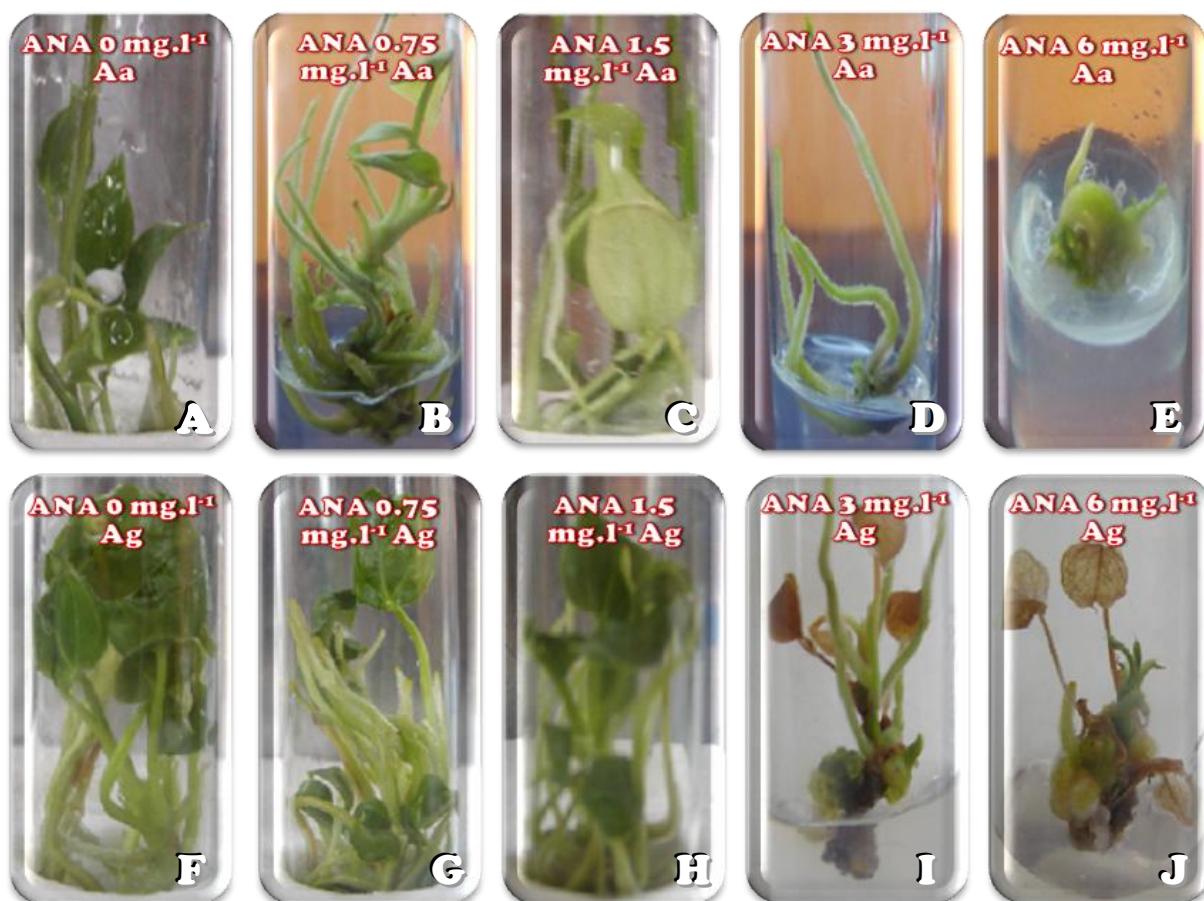 ANA 0 mg.l⁻¹
Aa
A
ANA 0.75
mg.l⁻¹ Aa
B
ANA 1.5
mg.l⁻¹ Aa
C
ANA 3 mg.l⁻¹
Aa
D
ANA 6 mg.l⁻¹
Aa
E
ANA 0 mg.l⁻¹
Ag
F
ANA 0.75
mg.l⁻¹ Ag
G
ANA 1.5
mg.l⁻¹ Ag
H
ANA 3 mg.l⁻¹
Ag
I
ANA 6 mg.l⁻¹
Ag
J